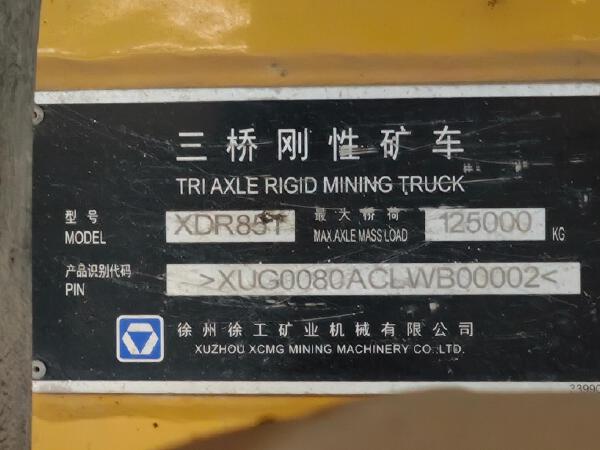 三桥刚性矿车
TRI AXLE RIGID MINING TRUCK
型号 XDR85T 最大桥荷 125000
MODEL MAX.AXLE MASS LOAD KG
产品识别代码 >XUG0080ACLWB00002<
PIN
徐州徐工矿业机械有限公司
XUZHOU XCMG MINING MACHINERY CO.,LTD.